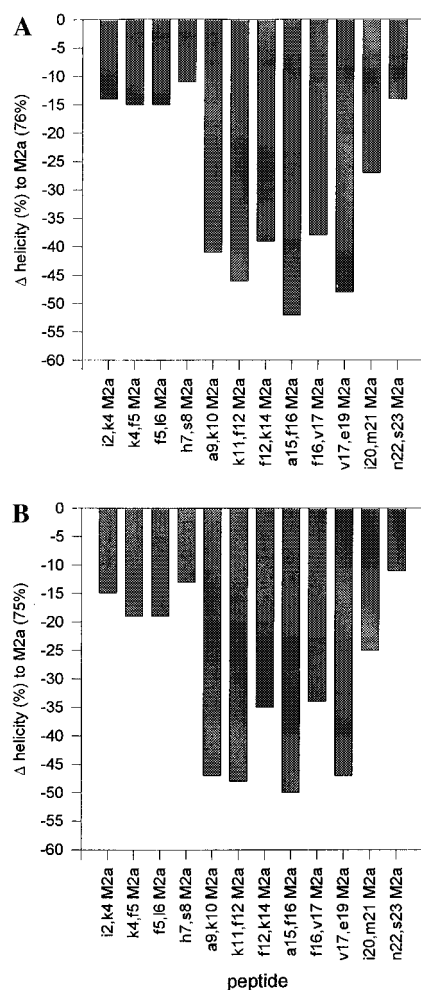 A
0
-5
-10
-15
-20
-25
-30
-35
-40
-45
-50
-55
-60
Δ helicity (%) to M2a (76%)
i2,k4 M2a
k4,f5 M2a
f5,l6 M2a
h7,s8 M2a
a9,k10 M2a
k11,f12 M2a
f12,k14 M2a
a15,f16 M2a
f16,v17 M2a
v17,e19 M2a
i20,m21 M2a
n22,s23 M2a
B
0
-5
-10
-15
-20
-25
-30
-35
-40
-45
-50
-55
-60
Δ helicity (%) to M2a (75%)
i2,k4 M2a
k4,f5 M2a
f5,l6 M2a
h7,s8 M2a
a9,k10 M2a
k11,f12 M2a
f12,k14 M2a
a15,f16 M2a
f16,v17 M2a
v17,e19 M2a
i20,m21 M2a
n22,s23 M2a
peptide